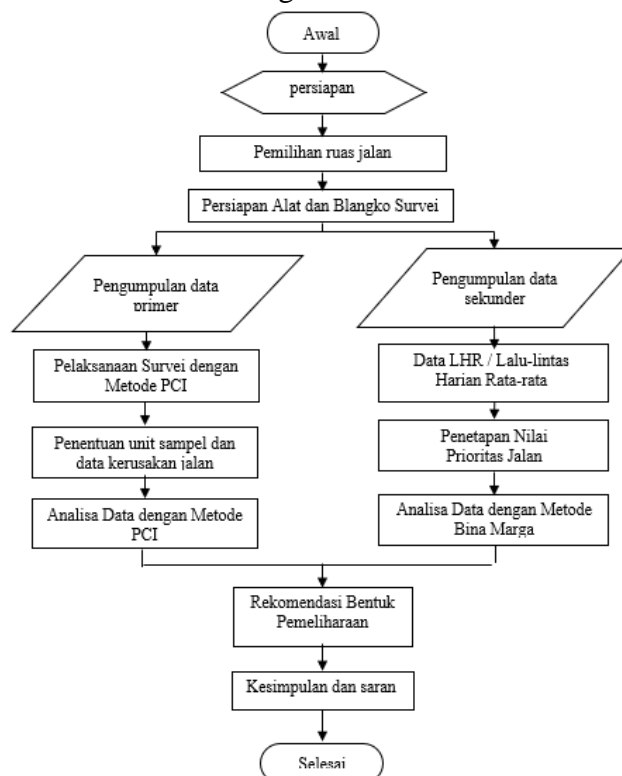 Awal
persiapan
Pemilihan ruas jalan
Persiapan Alat dan Blangko Survei
Pengumpulan data
primer
Pengumpulan data
sekunder
Pelaksanaan Survei dengan
Metode PCI
Data LHR / Lalu-lintas
Harian Rata-rata
Penentuan unit sampel dan
data kerusakan jalan
Penetapan Nilai
Prioritas Jalan
Analisa Data dengan Metode
PCI
Analisa Data dengan Metode
Bina Marga
Rekomendasi Bentuk
Pemeliharaan
Kesimpulan dan saran
Selesai